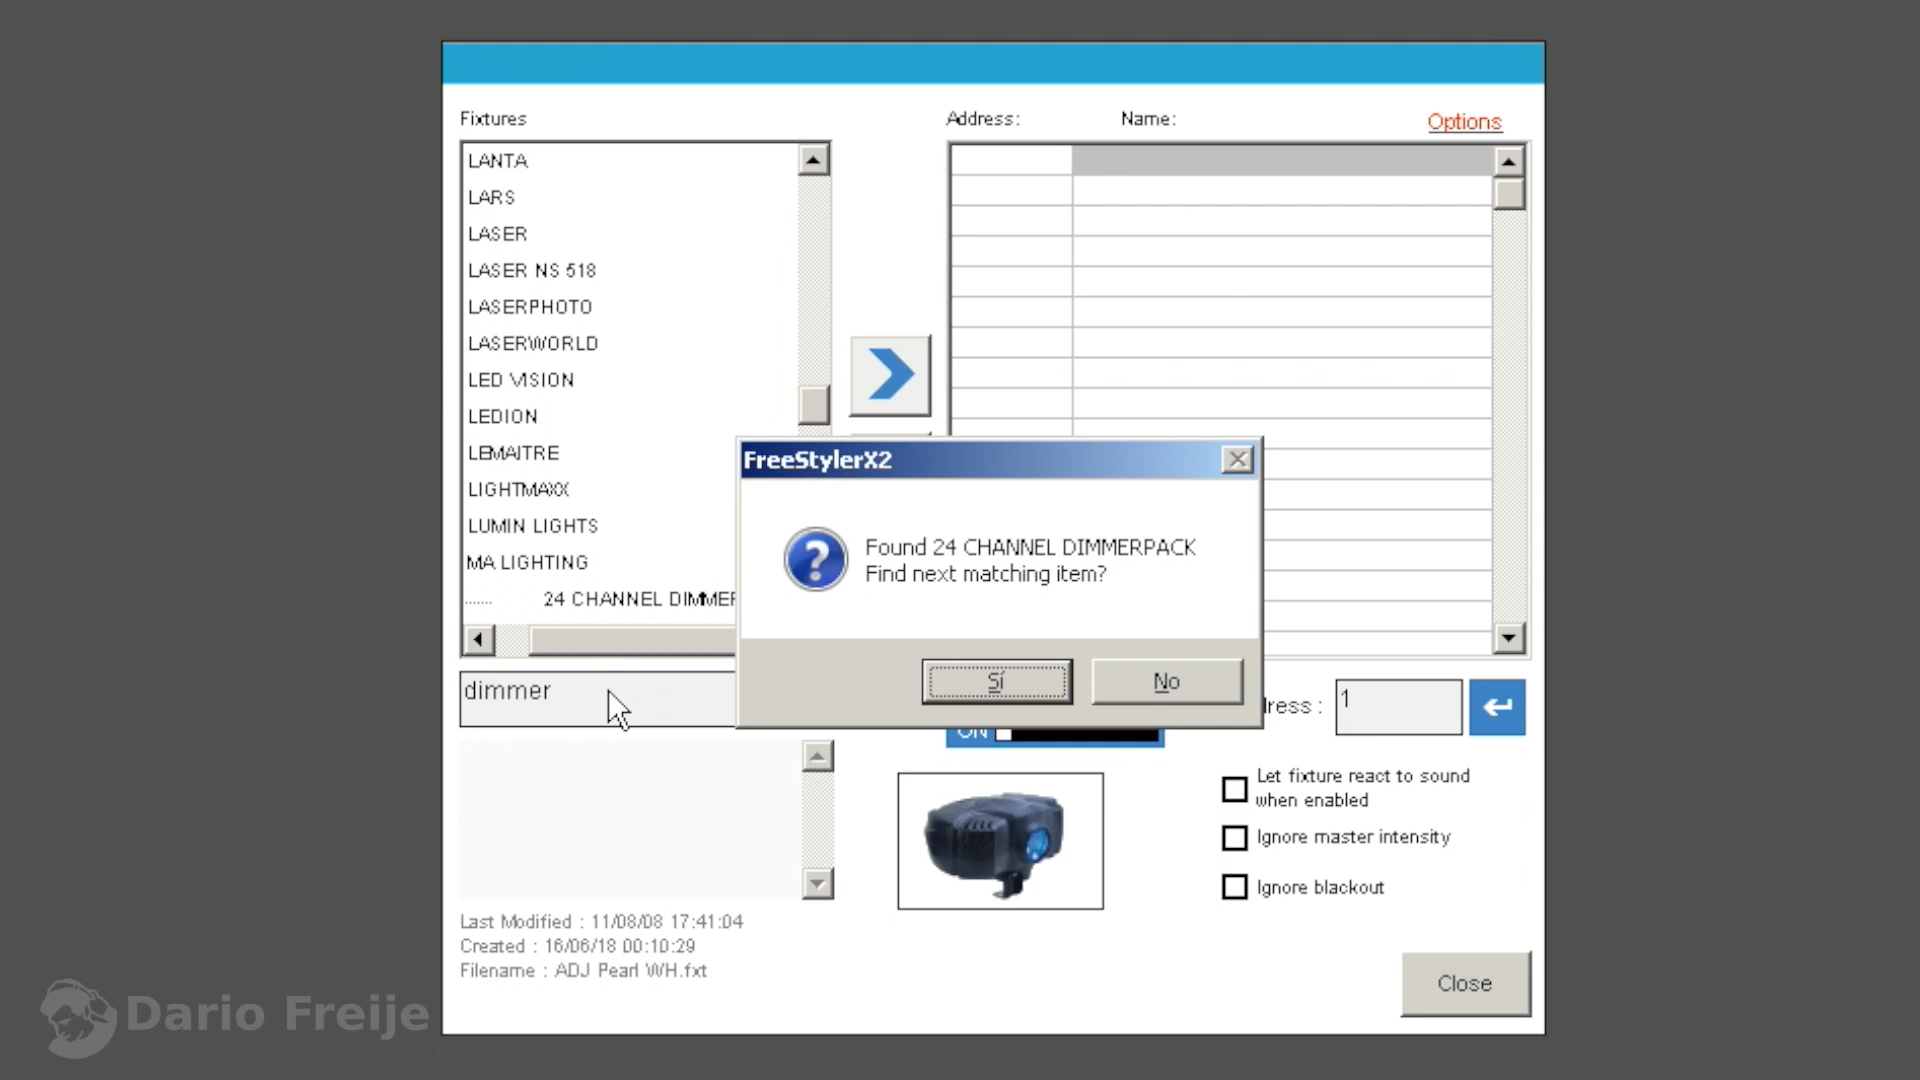 Fixtures
Address:
Name:
Options
LANTA
LARS
LASER
LASER NS 518
LASERPHOTO
LASERWORLD
LED VISION
LEDION
LEMAITRE
LIGHTMAXX
LUMIN LIGHTS
MA LIGHTING
24 CHANNEL DIMMER
FreeStylerX2
Found 24 CHANNEL DIMMERPACK
Find next matching item?
Sí
No
dimmer
ress :
1
ON
Let fixture react to sound
when enabled
Ignore master intensity
Ignore blackout
Last Modified : 11/08/08 17:41:04
Created : 16/06/18 00:10:29
Filename : ADJ Pearl WH.fxt
Close
Dario Freije